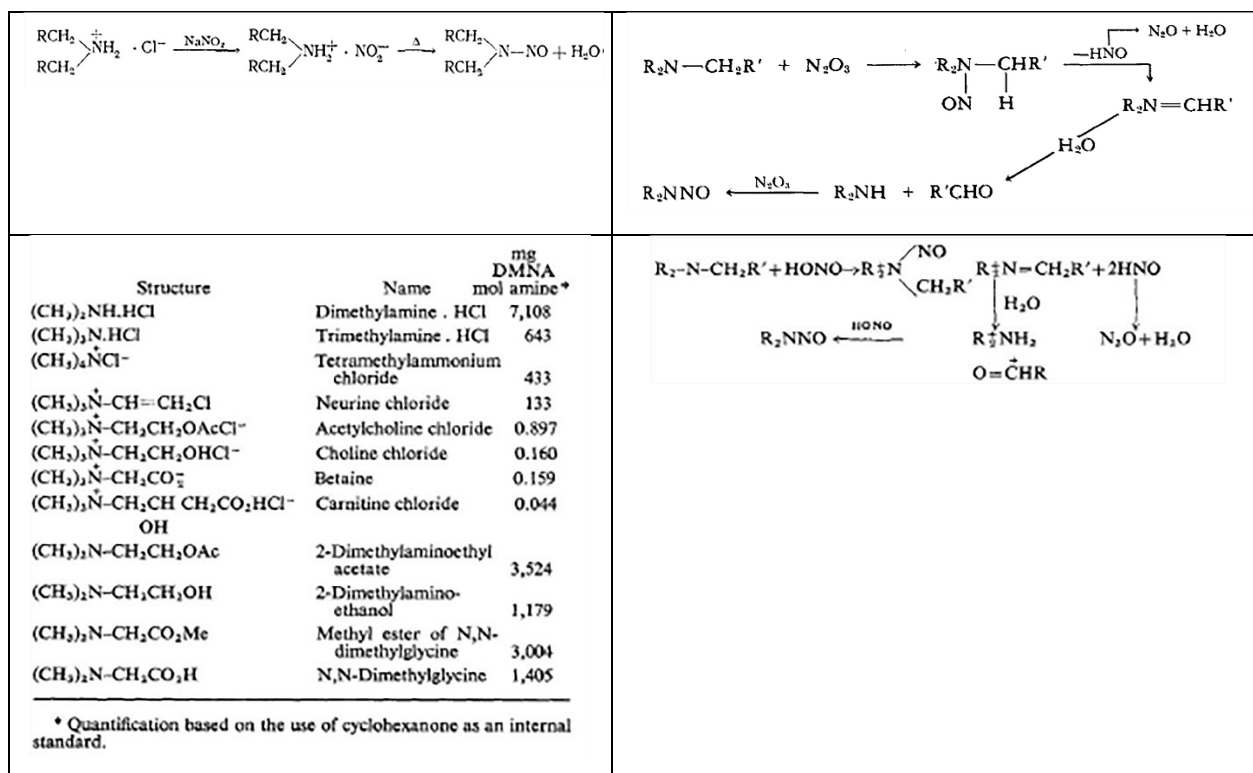 RCH₂ RCH₂ RCH₂
⁺NH₂ · Cl⁻ NaNO₂ NH₂⁺ · NO₂⁻ Δ N—NO + H₂O
RCH₂ RCH₂ RCH₂
N₂O + H₂O
—HNO
R₂N—CH₂R' + N₂O₃ R₂N—CHR'
ON H
R₂N=CHR'
H₂O
N₂O₃
R₂NNO R₂NH + R'CHO
mg
DMNA
Structure Name mol amine*
(CH₃)₂NH.HCl Dimethylamine . HCl 7,108
(CH₃)₃N.HCl Trimethylamine . HCl 643
(CH₃)₄N⁺Cl⁻ Tetramethylammonium
chloride 433
(CH₃)₃N⁺–CH=CH₂Cl Neurine chloride 133
(CH₃)₃N⁺–CH₂CH₂OAcCl⁻ Acetylcholine chloride 0.897
(CH₃)₃N⁺–CH₂CH₂OHCl⁻ Choline chloride 0.160
(CH₃)₃N⁺–CH₂CO₂⁻ Betaine 0.159
(CH₃)₃N⁺–CH₂CH CH₂CO₂HCl⁻ Carnitine chloride 0.044
OH
(CH₃)₂N–CH₂CH₂OAc 2-Dimethylaminoethyl
acetate 3,524
(CH₃)₂N–CH₂CH₂OH 2-Dimethylamino-
ethanol 1,179
(CH₃)₂N–CH₂CO₂Me Methyl ester of N,N-
dimethylglycine 3,004
(CH₃)₂N–CH₂CO₂H N,N-Dimethylglycine 1,405
* Quantification based on the use of cyclohexanone as an internal
standard.
NO
R₂–N–CH₂R'+HONO→R₂⁺N R₂⁺N=CH₂R'+2HNO
CH₂R'
H₂O
HONO
R₂NNO R₂⁺NH₂ N₂O+H₂O
O=C⁺HR